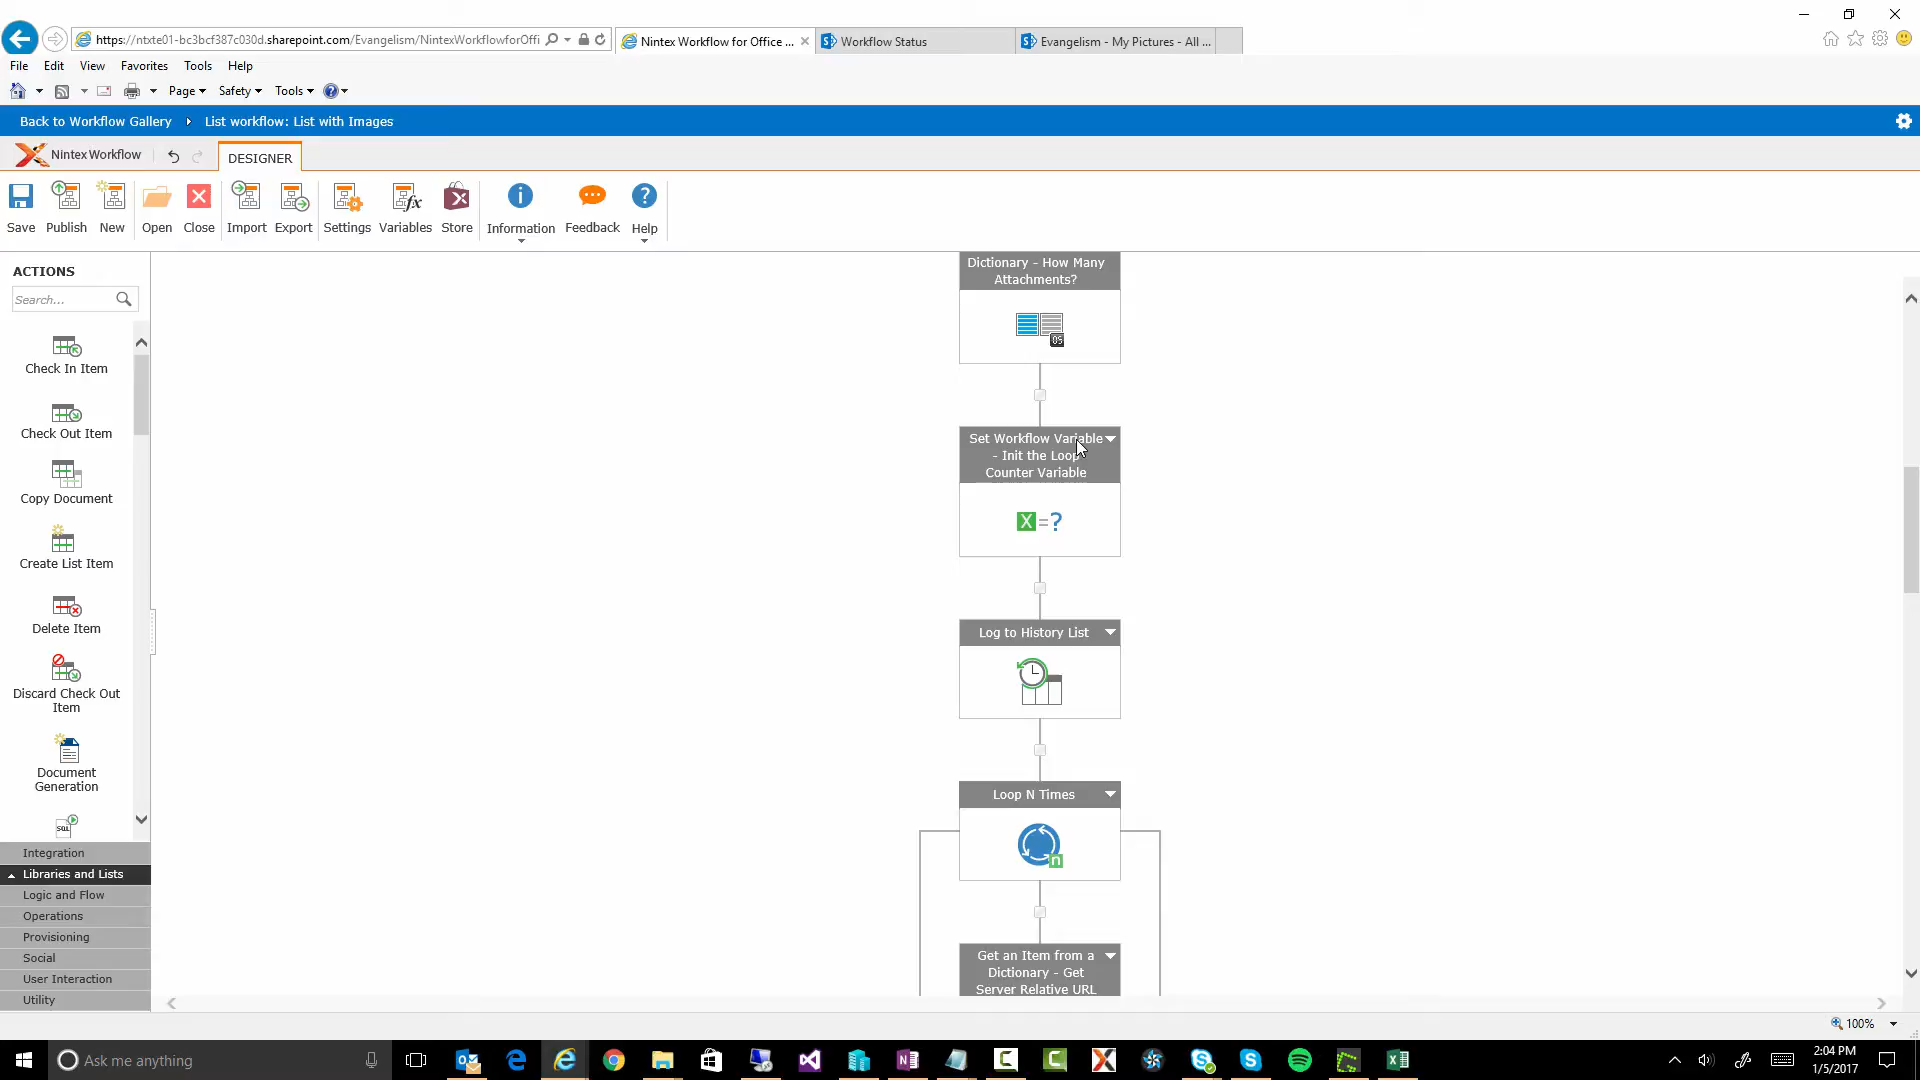 https://ntxte01-bc3bcf387c030d.sharepoint.com/Evangelism/NintexWorkflowforOffi
Nintex Workflow for Office ...
Workflow Status
Evangelism - My Pictures - All ...
File Edit View Favorites Tools Help
Page Safety Tools
Back to Workflow Gallery List workflow: List with Images
Nintex Workflow
DESIGNER
Save Publish New Open Close Import Export Settings Variables Store Information Feedback Help
ACTIONS
Search...
Check In Item
Check Out Item
Copy Document
Create List Item
Delete Item
Discard Check Out
Item
Document
Generation
SQL
Integration
Libraries and Lists
Logic and Flow
Operations
Provisioning
Social
User Interaction
Utility
Dictionary - How Many
Attachments?
Set Workflow Variable
- Init the Loop
Counter Variable
X=?
Log to History List
Loop N Times
n
Get an Item from a
Dictionary - Get
Server Relative URL
100%
Ask me anything
2:04 PM
1/5/2017